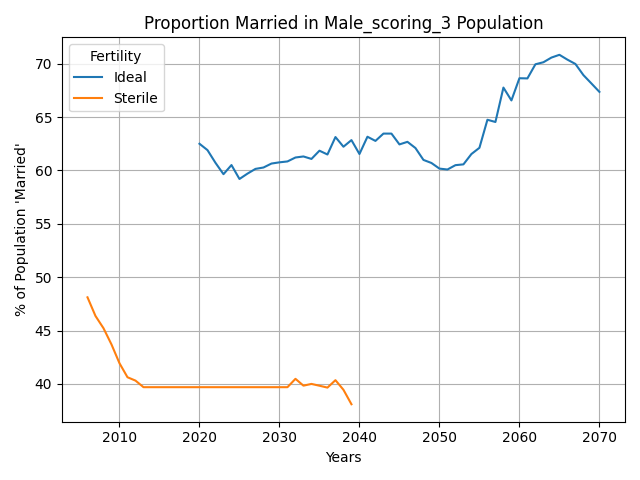 Proportion Married in Male_scoring_3 Population
Fertility
Ideal
Sterile
% of Population 'Married'
70
65
60
55
50
45
40
2010 2020 2030 2040 2050 2060 2070
Years